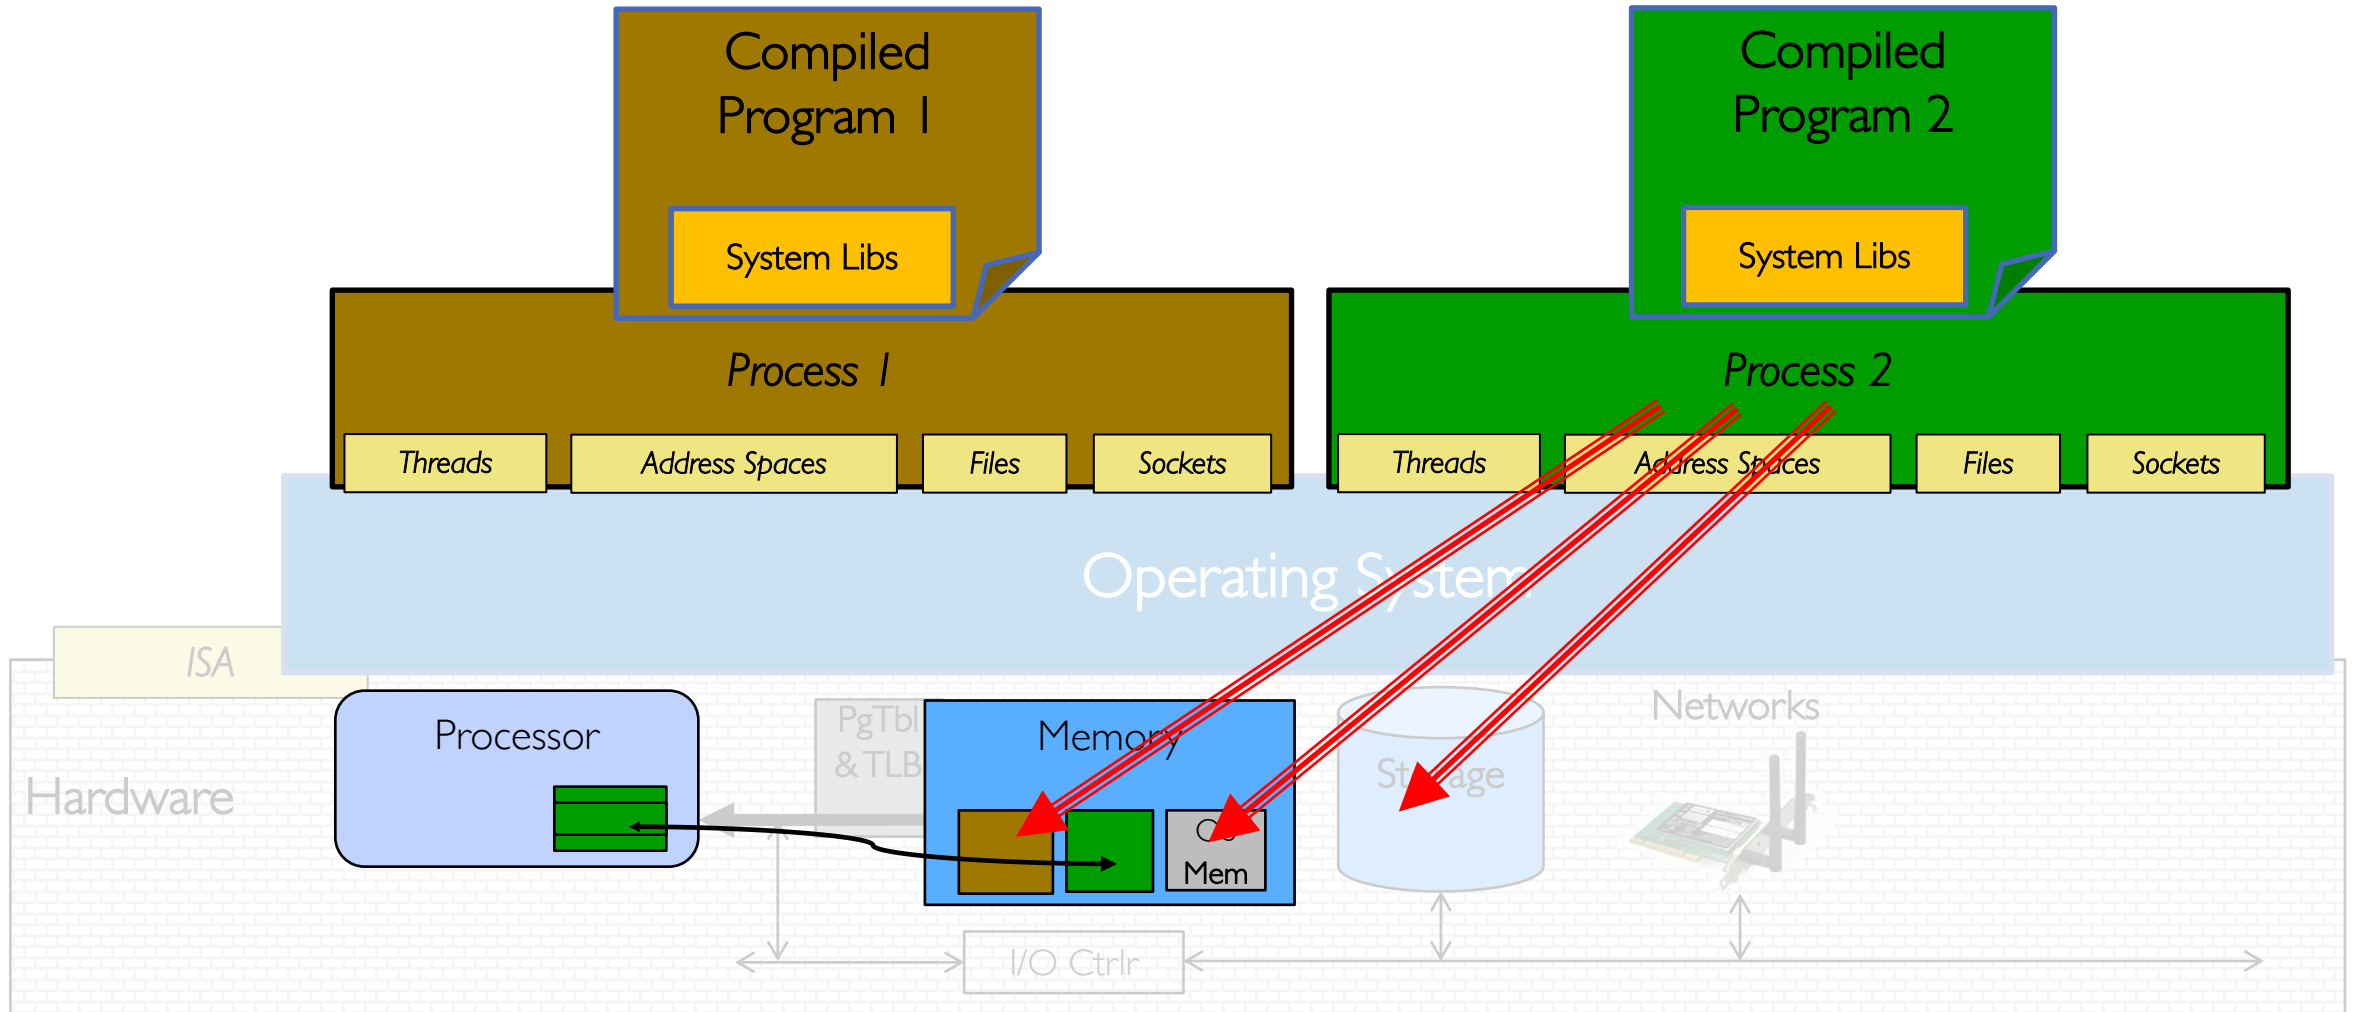 Compiled
Program 1
System Libs
Compiled
Program 2
System Libs
Process 1
Process 2
Threads
Address Spaces
Files
Sockets
Threads
Address Spaces
Files
Sockets
Operating System
ISA
Hardware
Processor
PgTbl
& TLB
Memory
OS
Mem
Storage
Networks
I/O Ctrlr